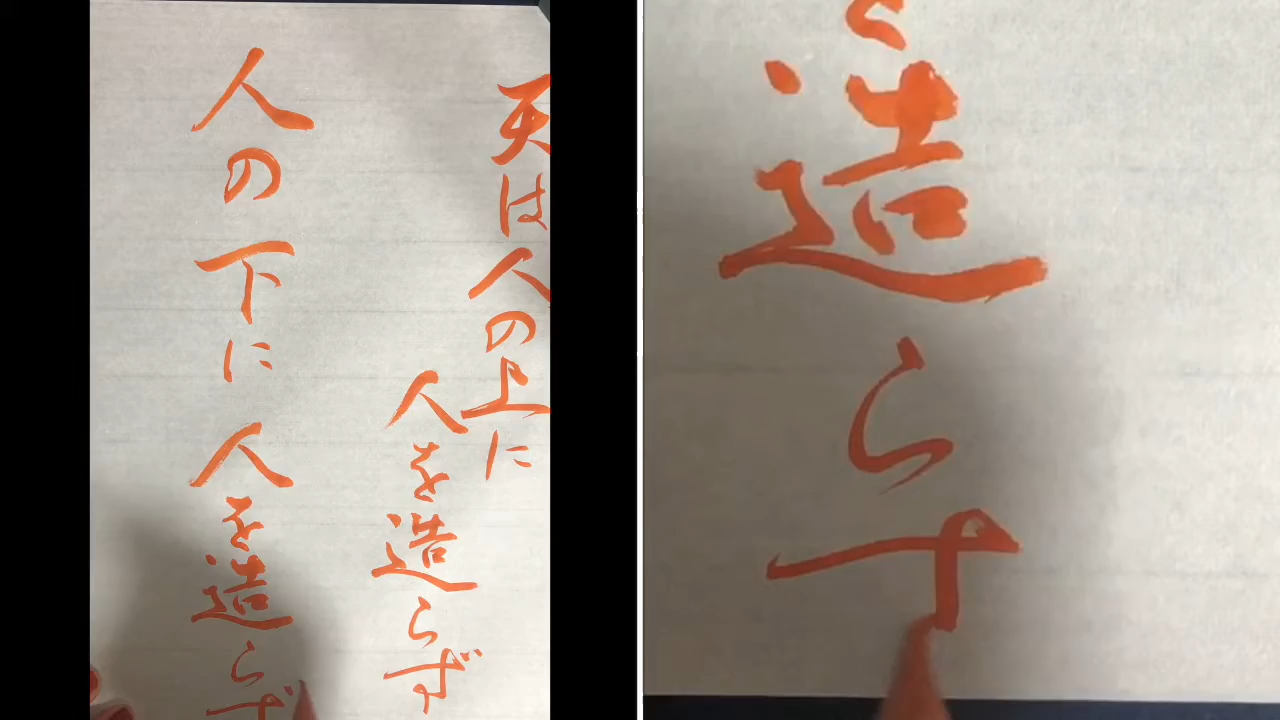 天は人の上に
人を造らず
人の下に
人を造らず
造らす